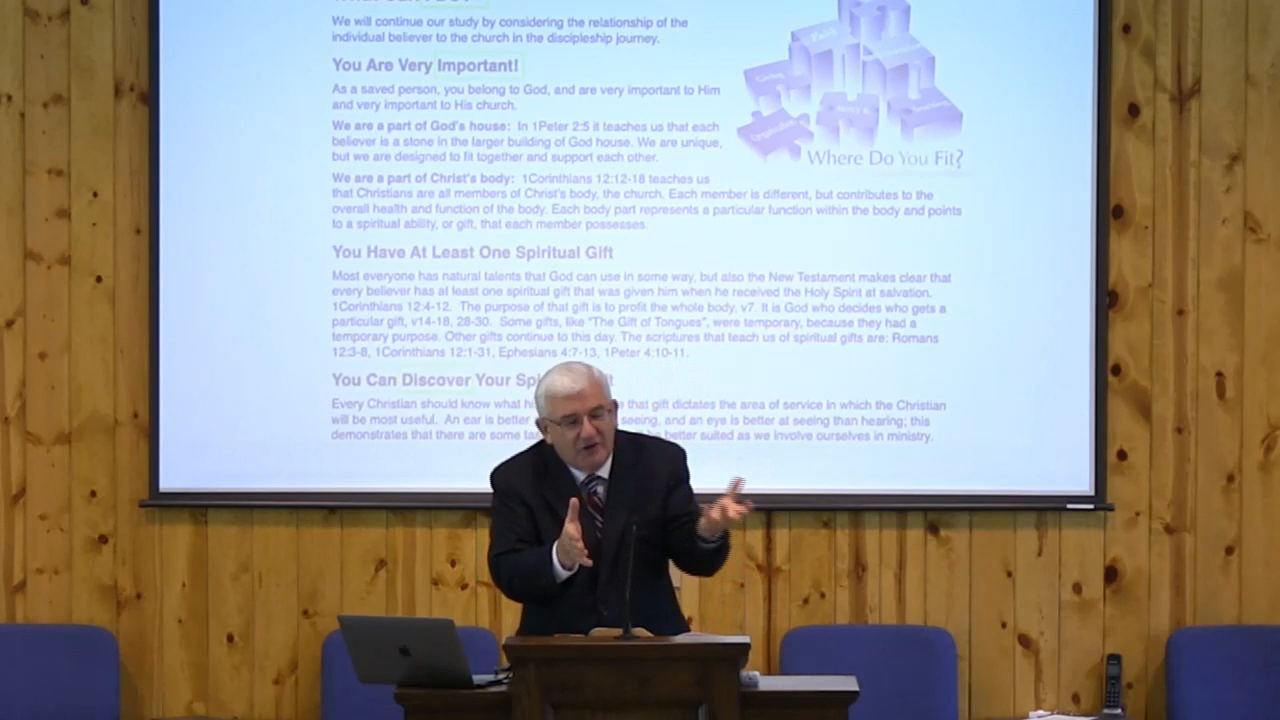 We will continue our study by considering the relationship of the
individual believer to the church in the discipleship journey.
You Are Very Important!
As a saved person, you belong to God, and are very important to Him
and very important to His church.
We are a part of God's house: In 1Peter 2:5 it teaches us that each
believer is a stone in the larger building of God house. We are unique,
but we are designed to fit together and support each other.
Where Do You Fit?
We are a part of Christ's body: 1Corinthians 12:12-18 teaches us
that Christians are all members of Christ's body, the church. Each member is different, but contributes to the
overall health and function of the body. Each body part represents a particular function within the body and points
to a spiritual ability, or gift, that each member possesses.
You Have At Least One Spiritual Gift
Most everyone has natural talents that God can use in some way, but also the New Testament makes clear that
every believer has at least one spiritual gift that was given him when he received the Holy Spirit at salvation.
1Corinthians 12:4-12. The purpose of that gift is to profit the whole body, v7. It is God who decides who gets a
particular gift, v14-18, 28-30. Some gifts, like "The Gift of Tongues", were temporary, because they had a
temporary purpose. Other gifts continue to this day. The scriptures that teach us of spiritual gifts are: Romans
12:3-8, 1Corinthians 12:1-31, Ephesians 4:7-13, 1Peter 4:10-11.
You Can Discover Your
Every Christian should know what that gift dictates the area of service in which the Christian
will be most useful. An ear is better seeing, and an eye is better at seeing than hearing; this
demonstrates that there are some better suited as we involve ourselves in ministry.